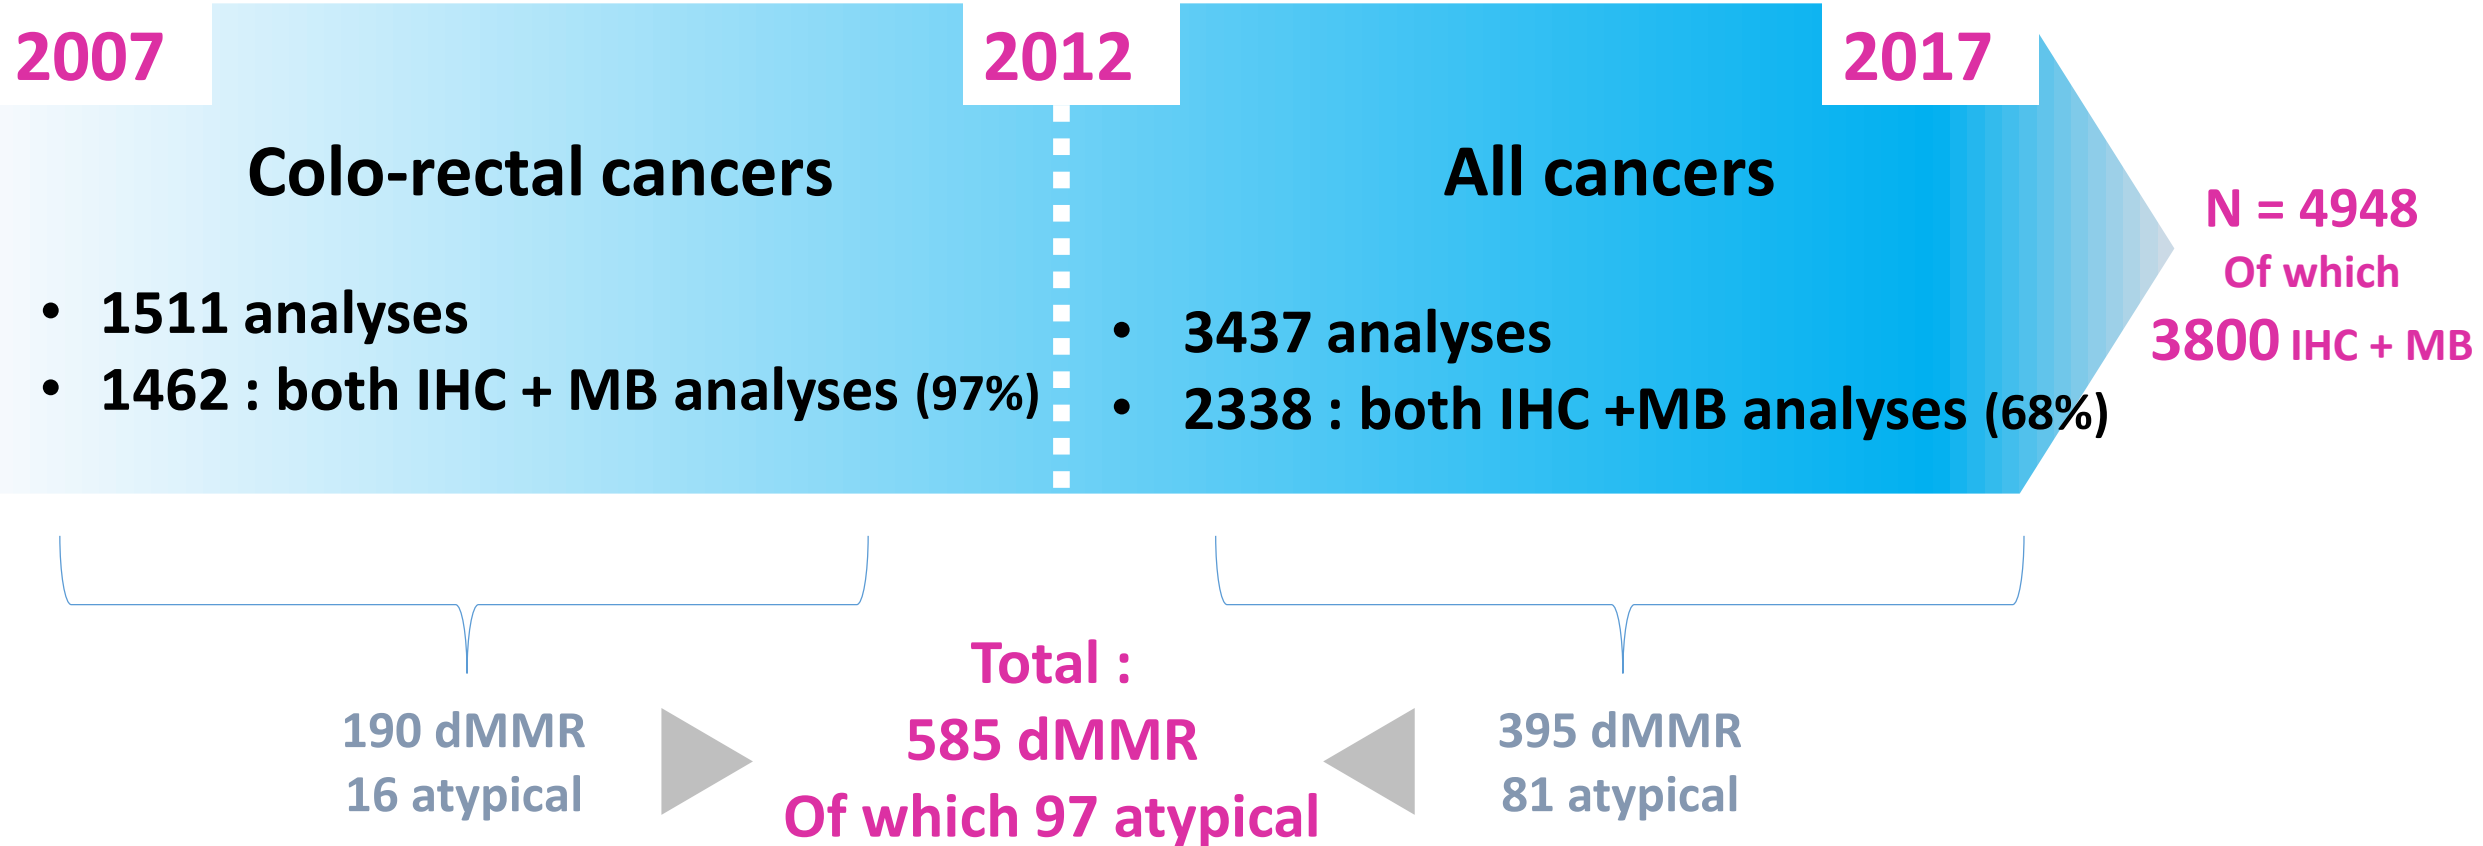 2007
2012
2017
Colo-rectal cancers
• 1511 analyses
• 1462 : both IHC + MB analyses (97%)
All cancers
• 3437 analyses
• 2338 : both IHC +MB analyses (68%)
N = 4948
Of which
3800 IHC + MB
190 dMMR
16 atypical
Total :
585 dMMR
Of which 97 atypical
395 dMMR
81 atypical